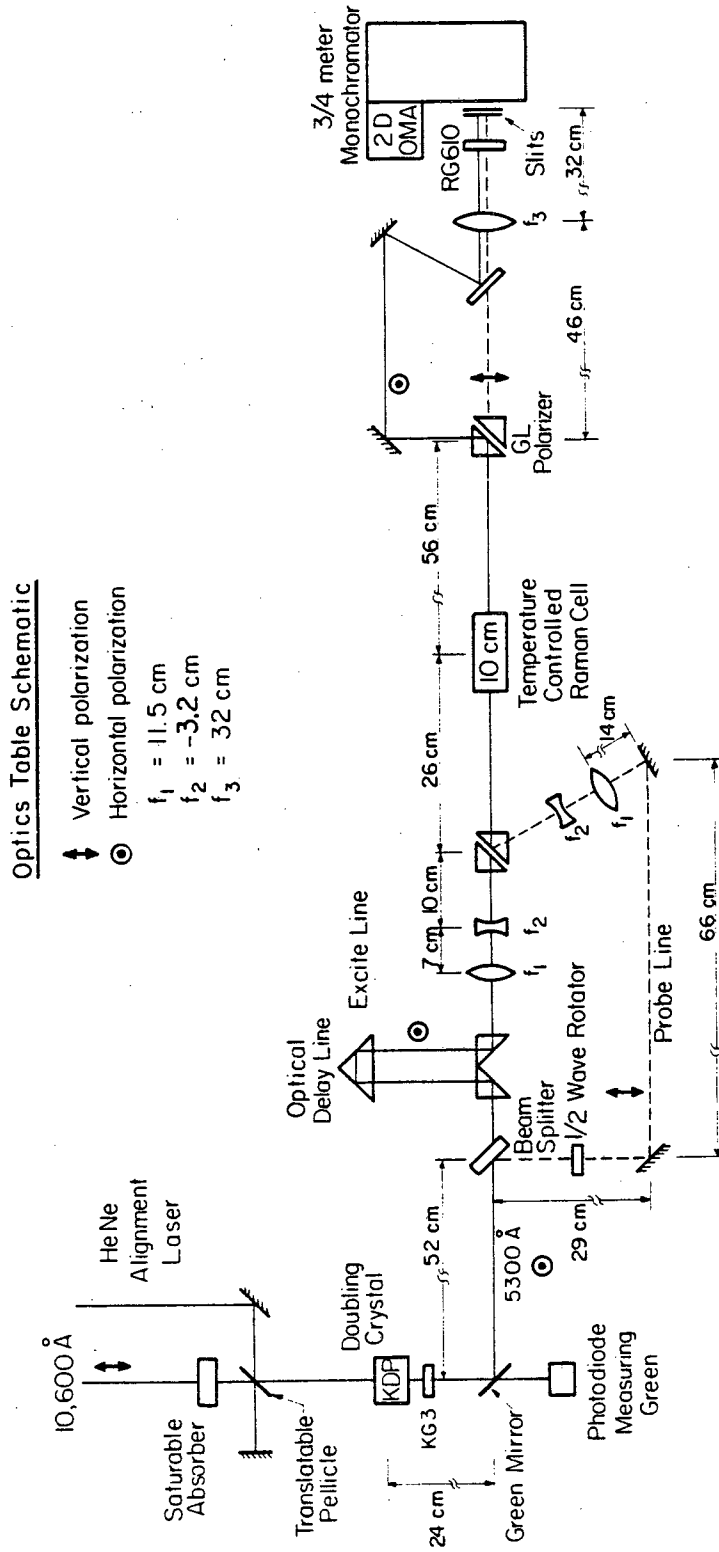 Optics Table Schematic
Vertical polarization
Horizontal polarization
f1 = 11.5 cm
f2 = -3.2 cm
f3 = 32 cm
10,600 Å
HeNe
Alignment
Laser
Saturable
Absorber
Translatable
Pellicle
Doubling
Crystal
KDP
KG3
24 cm
Green Mirror
Photodiode
Measuring
Green
52 cm
5300 Å
Beam
Splitter
1/2 Wave Rotator
29 cm
Optical
Delay Line
Excite Line
f1
7 cm
f2
10 cm
26 cm
f2
f1
14 cm
Probe Line
66 cm
10 cm
Temperature
Controlled
Raman Cell
56 cm
GL
Polarizer
46 cm
f3
32 cm
RG610
Slits
2D
OMA
3/4 meter
Monochromator